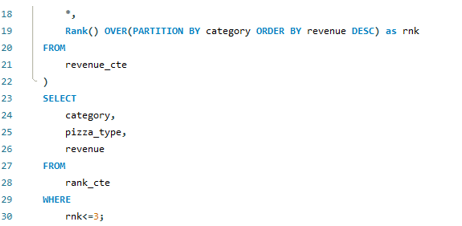 18 *,
19 Rank() OVER(PARTITION BY category ORDER BY revenue DESC) as rnk
20 FROM
21 revenue_cte
22 )
23 SELECT
24 category,
25 pizza_type,
26 revenue
27 FROM
28 rank_cte
29 WHERE
30 rnk<=3;